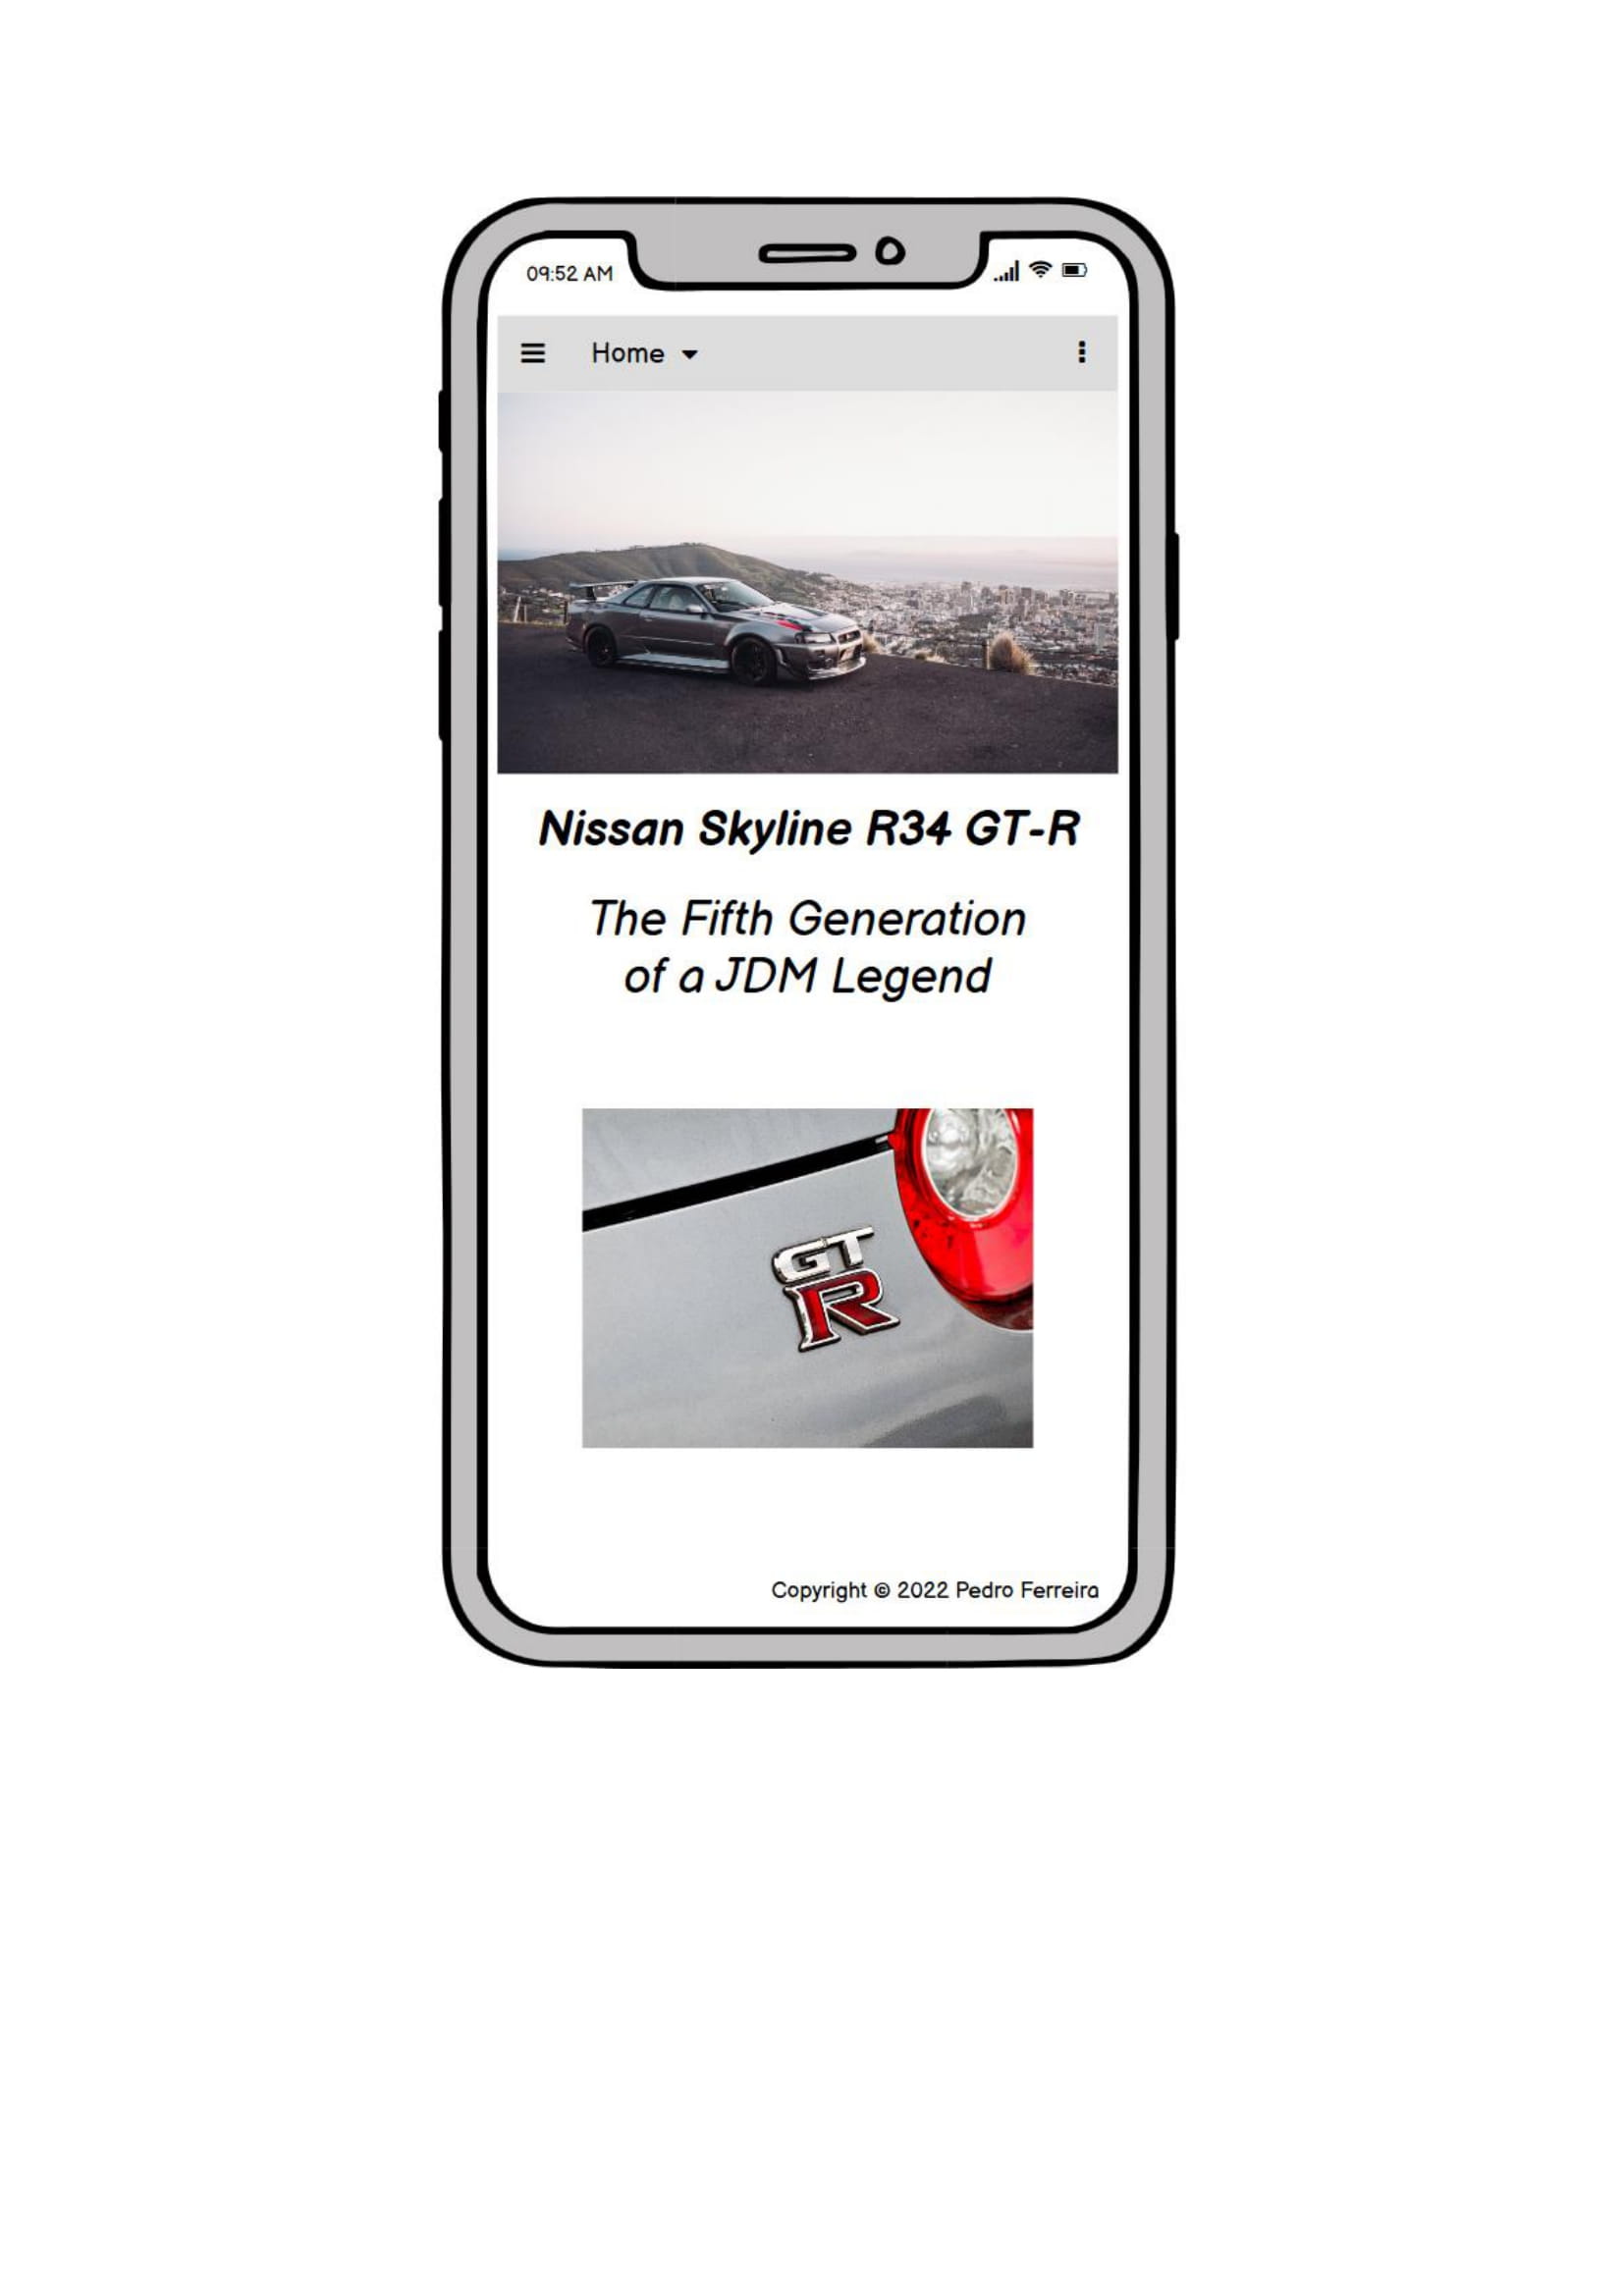 09:52 AM
Home
Nissan Skyline R34 GT-R
The Fifth Generation
of a JDM Legend
GT
R
Copyright © 2022 Pedro Ferreira